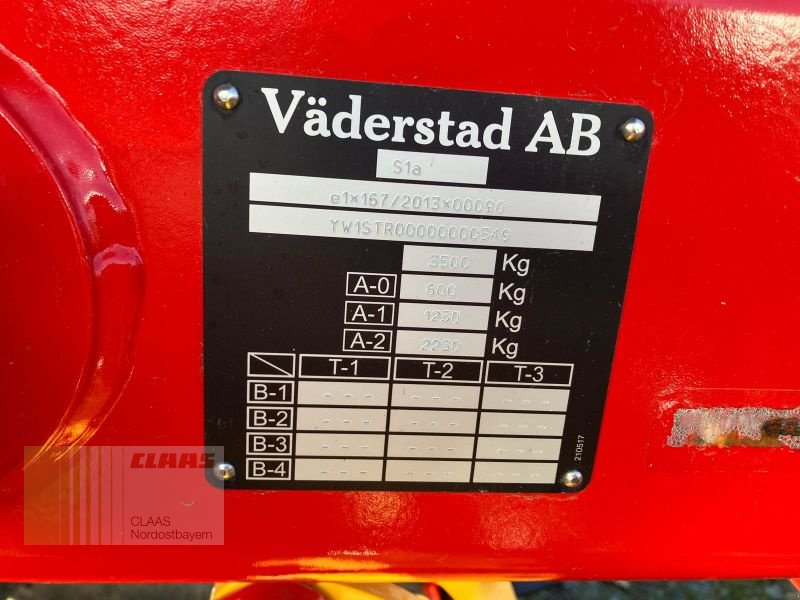 Väderstad AB
S1a
e1*167/2013*00090
YW1STR00000000549
3500 Kg
A-0 600 Kg
A-1 1250 Kg
A-2 2250 Kg
T-1 T-2 T-3
B-1 --- --- ---
B-2 --- --- ---
B-3 --- --- ---
B-4 --- --- ---
210517
CLAAS
CLAAS
Nordostbayern